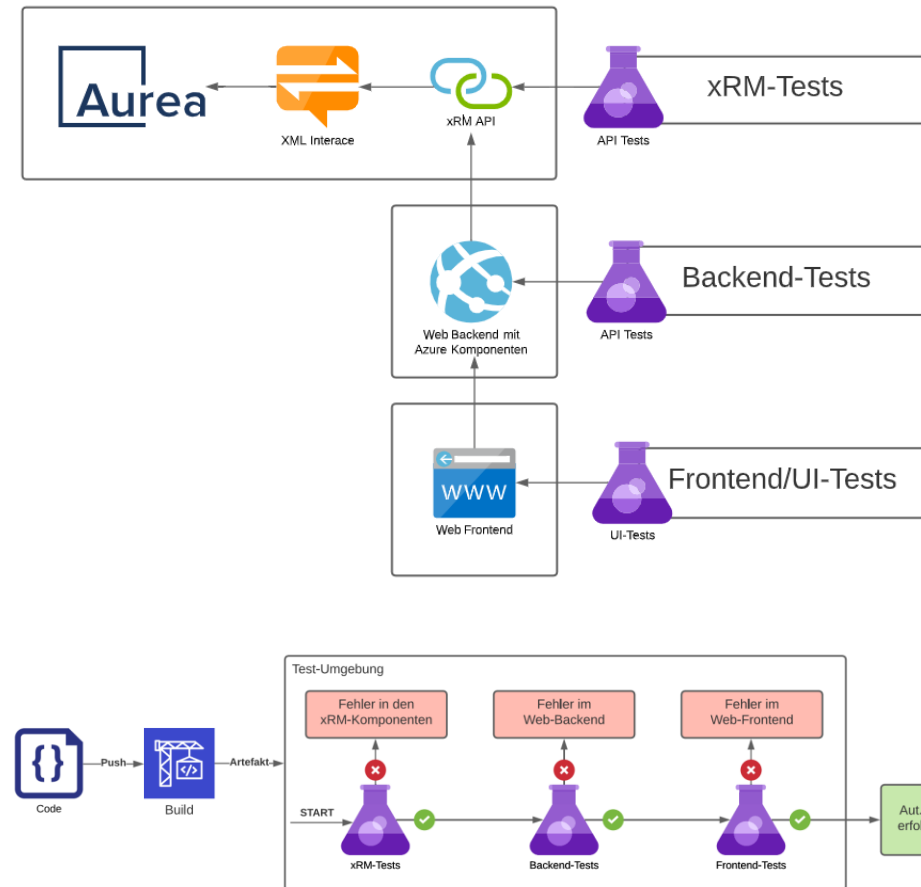 Aurea
XML Interace
xRM API
API Tests
xRM-Tests
Web Backend mit
Azure Komponenten
API Tests
Backend-Tests
WWW
Web Frontend
UI-Tests
Frontend/UI-Tests
Test-Umgebung
Fehler in den
xRM-Komponenten
Fehler im
Web-Backend
Fehler im
Web-Frontend
{}
Code
Push
</>
Build
Artefakt
START
xRM-Tests
Backend-Tests
Frontend-Tests
Aut.